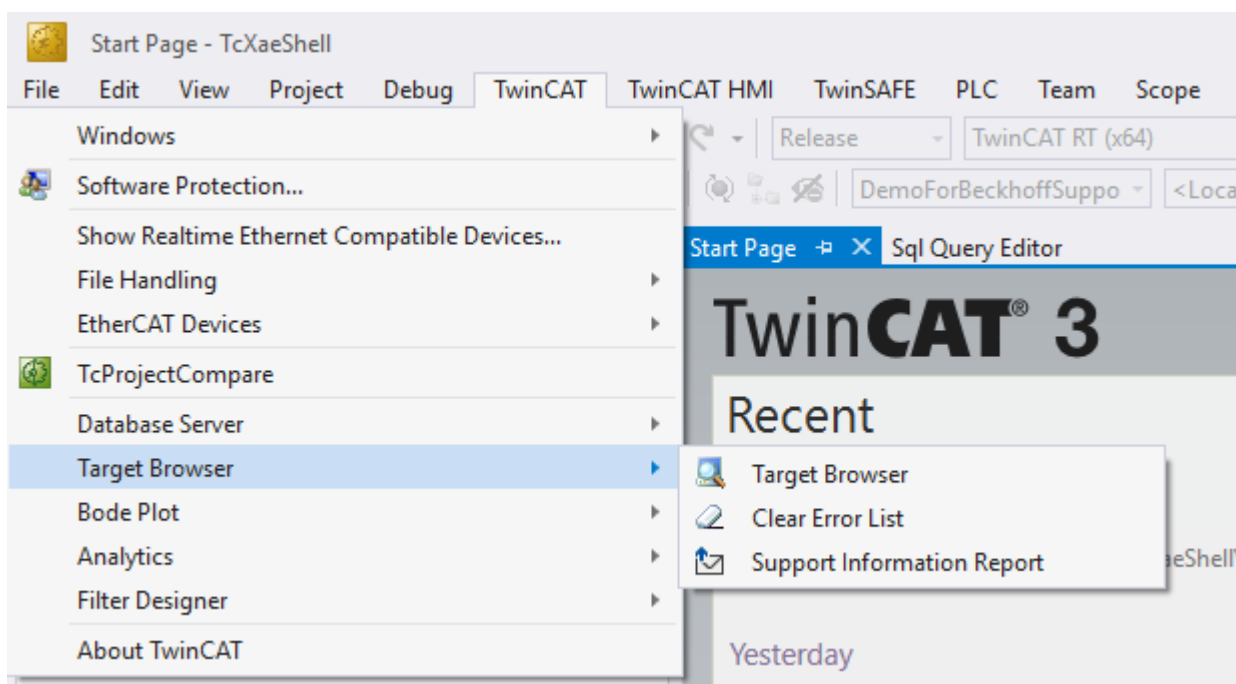 Start Page - TcXaeShell
File Edit View Project Debug TwinCAT TwinCAT HMI TwinSAFE PLC Team Scope
Windows
Release TwinCAT RT (x64)
Software Protection...
DemoForBeckhoffSuppo <Loca
Show Realtime Ethernet Compatible Devices...
Start Page Sql Query Editor
File Handling
EtherCAT Devices
TwinCAT® 3
TcProjectCompare
Recent
Database Server
Target Browser
Target Browser
Bode Plot
Clear Error List
Analytics
Support Information Report
aeShell\
Filter Designer
About TwinCAT
Yesterday